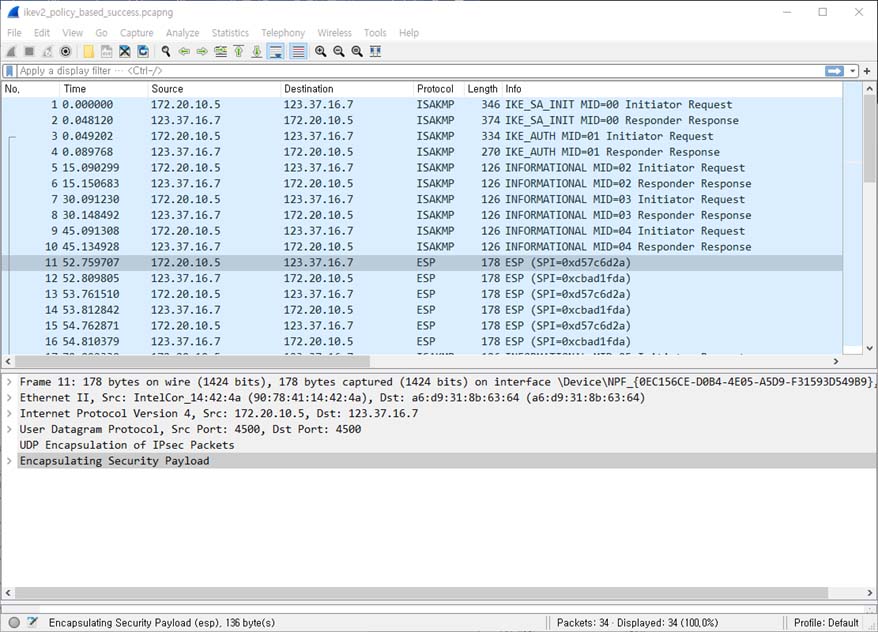 ikev2_policy_based_success.pcapng
File Edit View Go Capture Analyze Statistics Telephony Wireless Tools Help
Apply a display filter ... <Ctrl-/>
No. Time Source Destination Protocol Length Info
1 0.000000 172.20.10.5 123.37.16.7 ISAKMP 346 IKE_SA_INIT MID=00 Initiator Request
2 0.048120 123.37.16.7 172.20.10.5 ISAKMP 374 IKE_SA_INIT MID=00 Responder Response
3 0.049202 172.20.10.5 123.37.16.7 ISAKMP 334 IKE_AUTH MID=01 Initiator Request
4 0.089768 123.37.16.7 172.20.10.5 ISAKMP 270 IKE_AUTH MID=01 Responder Response
5 15.090299 172.20.10.5 123.37.16.7 ISAKMP 126 INFORMATIONAL MID=02 Initiator Request
6 15.150683 123.37.16.7 172.20.10.5 ISAKMP 126 INFORMATIONAL MID=02 Responder Response
7 30.091230 172.20.10.5 123.37.16.7 ISAKMP 126 INFORMATIONAL MID=03 Initiator Request
8 30.148492 123.37.16.7 172.20.10.5 ISAKMP 126 INFORMATIONAL MID=03 Responder Response
9 45.091308 172.20.10.5 123.37.16.7 ISAKMP 126 INFORMATIONAL MID=04 Initiator Request
10 45.134928 123.37.16.7 172.20.10.5 ISAKMP 126 INFORMATIONAL MID=04 Responder Response
11 52.759707 172.20.10.5 123.37.16.7 ESP 178 ESP (SPI=0xd57c6d2a)
12 52.809805 123.37.16.7 172.20.10.5 ESP 178 ESP (SPI=0xcbad1fda)
13 53.761510 172.20.10.5 123.37.16.7 ESP 178 ESP (SPI=0xd57c6d2a)
14 53.812842 123.37.16.7 172.20.10.5 ESP 178 ESP (SPI=0xcbad1fda)
15 54.762871 172.20.10.5 123.37.16.7 ESP 178 ESP (SPI=0xd57c6d2a)
16 54.810379 123.37.16.7 172.20.10.5 ESP 178 ESP (SPI=0xcbad1fda)
Frame 11: 178 bytes on wire (1424 bits), 178 bytes captured (1424 bits) on interface \Device\NPF_{0EC156CE-D0B4-4E05-A5D9-F31593D549B9},
Ethernet II, Src: IntelCor_14:42:4a (90:78:41:14:42:4a), Dst: a6:d9:31:8b:63:64 (a6:d9:31:8b:63:64)
Internet Protocol Version 4, Src: 172.20.10.5, Dst: 123.37.16.7
User Datagram Protocol, Src Port: 4500, Dst Port: 4500
UDP Encapsulation of IPsec Packets
Encapsulating Security Payload
Encapsulating Security Payload (esp), 136 byte(s) Packets: 34 · Displayed: 34 (100,0%) Profile: Default